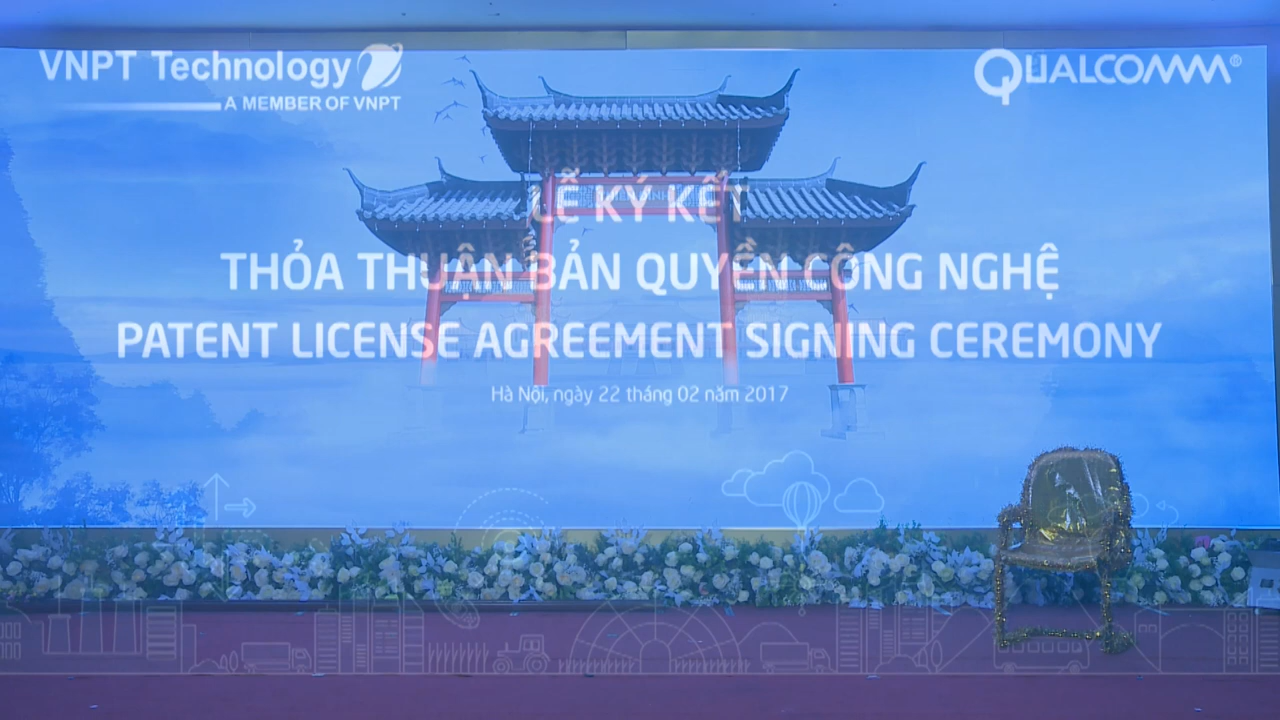 VNPT Technology
A MEMBER OF VNPT
QUALCOMM®
LỄ KÝ KẾT
THỎA THUẬN BẢN QUYỀN CÔNG NGHỆ
PATENT LICENSE AGREEMENT SIGNING CEREMONY
Hà Nội, ngày 22 tháng 02 năm 2017